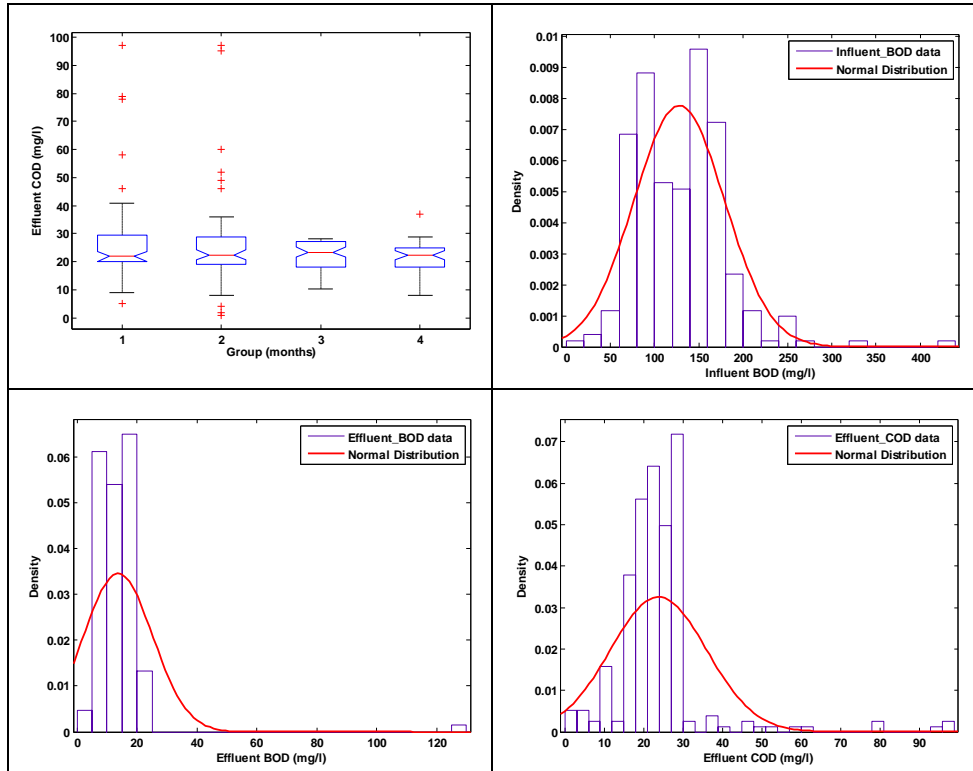 100
90
80
70
60
50
40
30
20
10
0
Effluent COD (mg/l)
1 2 3 4
Group (months)
0.01
0.009
0.008
0.007
0.006
0.005
0.004
0.003
0.002
0.001
0
Density
Influent_BOD data
Normal Distribution
0 50 100 150 200 250 300 350 400
Influent BOD (mg/l)
0.06
0.05
0.04
0.03
0.02
0.01
0
Density
Effluent_BOD data
Normal Distribution
0 20 40 60 80 100 120
Effluent BOD (mg/l)
0.07
0.06
0.05
0.04
0.03
0.02
0.01
0
Density
Effluent_COD data
Normal Distribution
0 10 20 30 40 50 60 70 80 90
Effluent COD (mg/l)